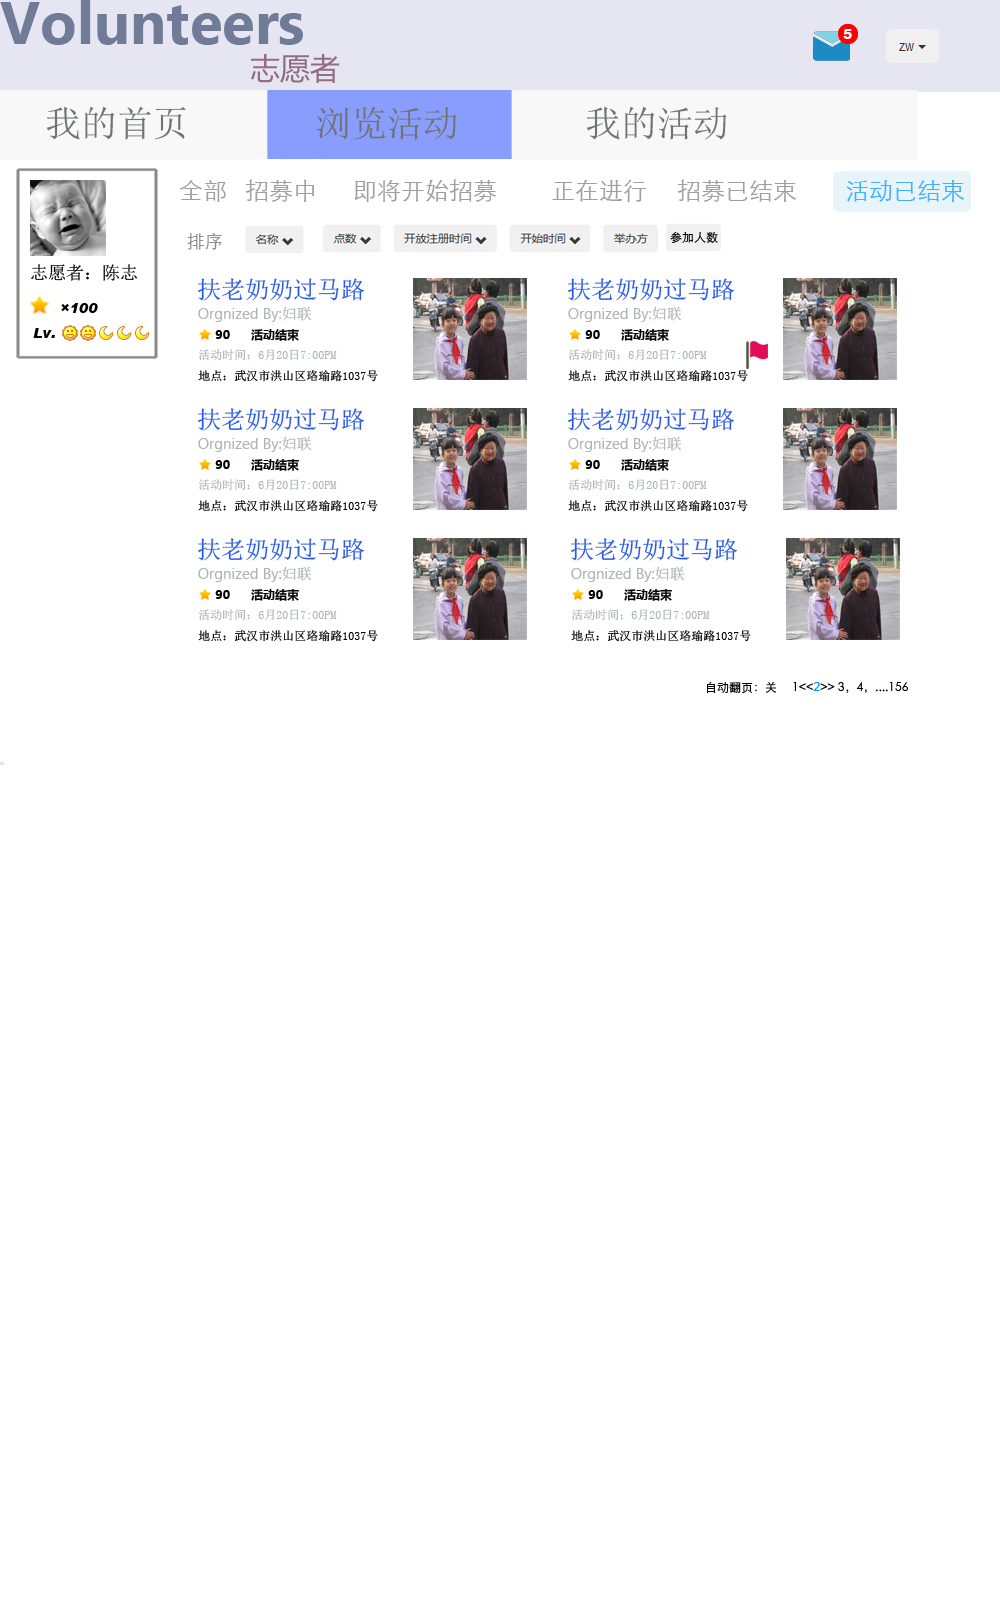 Volunteers
志愿者
5
ZW
我的首页 浏览活动 我的活动
全部 招募中 即将开始招募 正在进行 招募已结束 活动已结束
排序 名称 点数 开放注册时间 开始时间 举办方 参加人数
志愿者：陈志
×100
Lv.
扶老奶奶过马路
Orgnized By:妇联
90 活动结束
活动时间：6月20日7:00PM
地点：武汉市洪山区珞瑜路1037号
扶老奶奶过马路
Orgnized By:妇联
90 活动结束
活动时间：6月20日7:00PM
地点：武汉市洪山区珞瑜路1037号
扶老奶奶过马路
Orgnized By:妇联
90 活动结束
活动时间：6月20日7:00PM
地点：武汉市洪山区珞瑜路1037号
扶老奶奶过马路
Orgnized By:妇联
90 活动结束
活动时间：6月20日7:00PM
地点：武汉市洪山区珞瑜路1037号
扶老奶奶过马路
Orgnized By:妇联
90 活动结束
活动时间：6月20日7:00PM
地点：武汉市洪山区珞瑜路1037号
扶老奶奶过马路
Orgnized By:妇联
90 活动结束
活动时间：6月20日7:00PM
地点：武汉市洪山区珞瑜路1037号
自动翻页：关 1<<2>> 3，4，....156